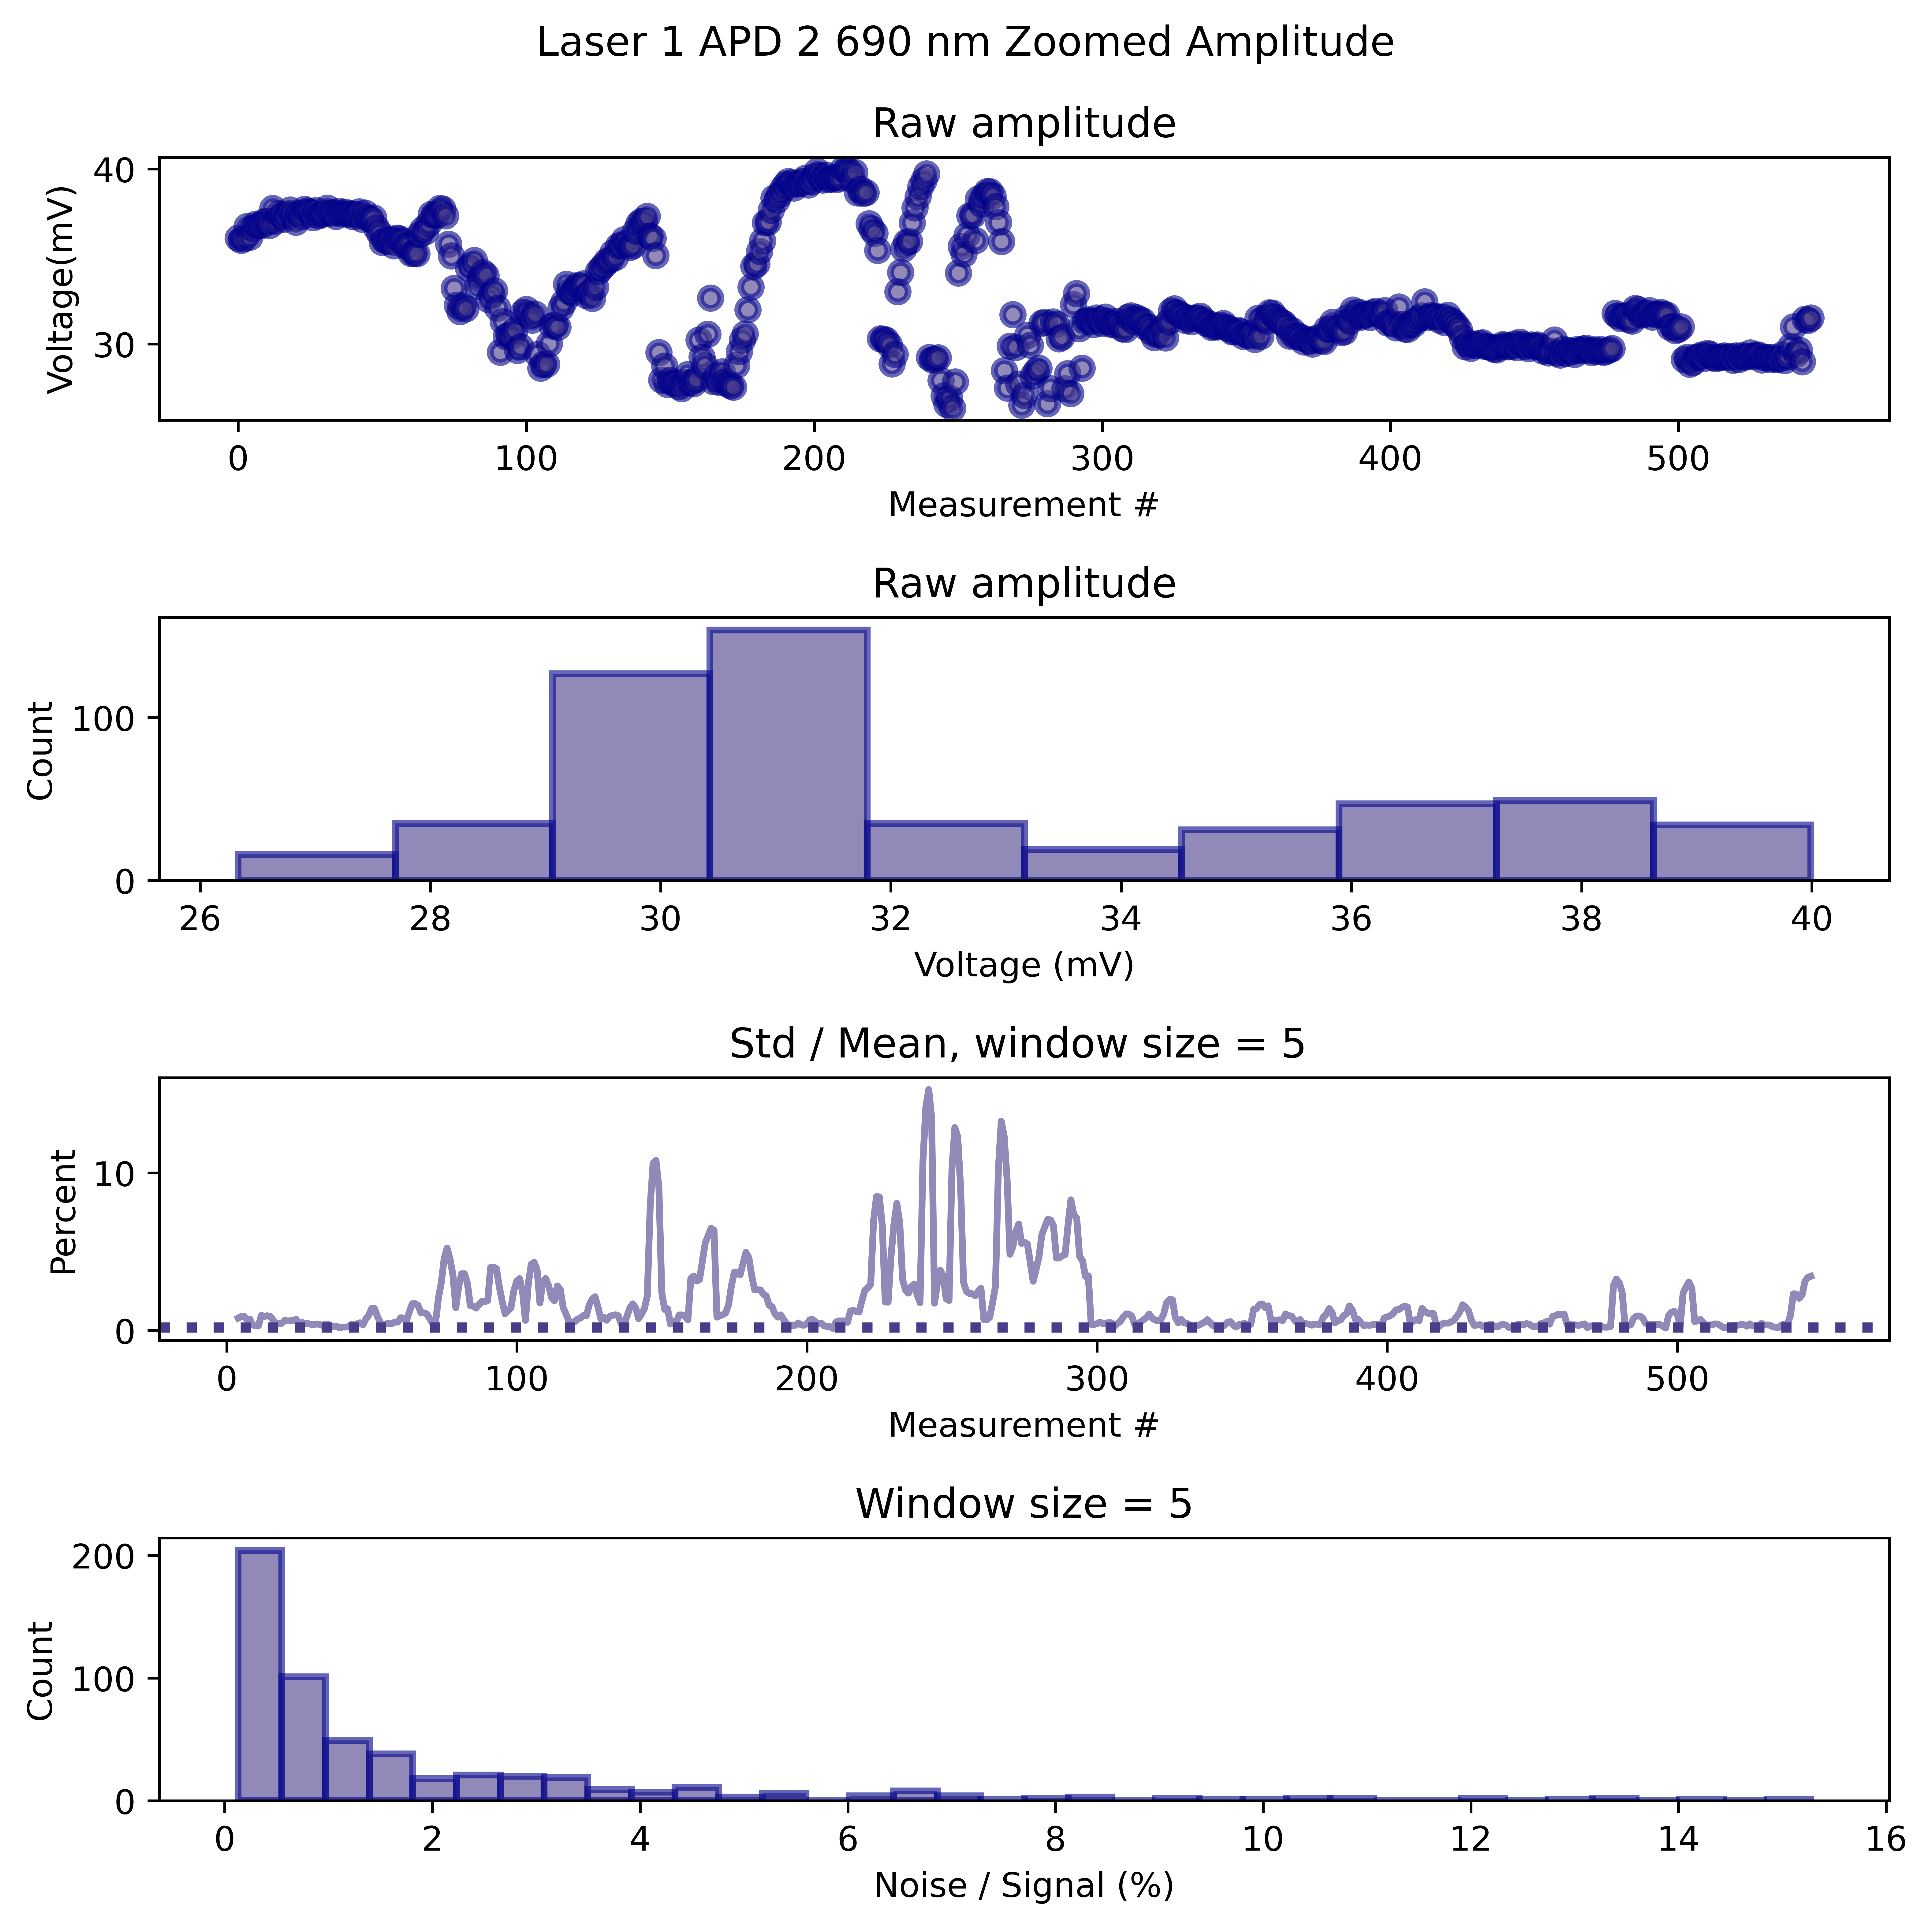 Laser 1 APD 2 690 nm Zoomed Amplitude
Raw amplitude
Voltage(mV)
40
30
0 100 200 300 400 500
Measurement #
Raw amplitude
Count
100
0
26 28 30 32 34 36 38 40
Voltage (mV)
Std / Mean, window size = 5
Percent
10
0
0 100 200 300 400 500
Measurement #
Window size = 5
Count
200
100
0
0 2 4 6 8 10 12 14 16
Noise / Signal (%)